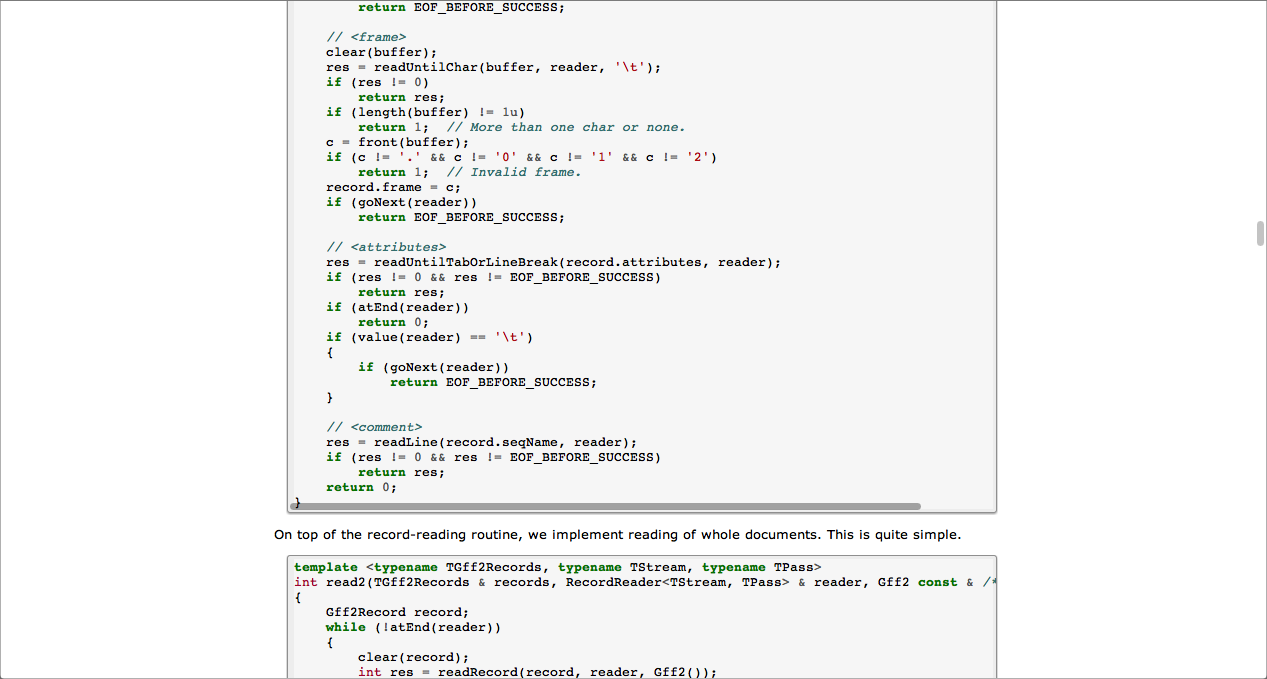 return EOF_BEFORE_SUCCESS;

    // <frame>
    clear(buffer);
    res = readUntilChar(buffer, reader, '\t');
    if (res != 0)
        return res;
    if (length(buffer) != 1u)
        return 1;  // More than one char or none.
    c = front(buffer);
    if (c != '.' && c != '0' && c != '1' && c != '2')
        return 1;  // Invalid frame.
    record.frame = c;
    if (goNext(reader))
        return EOF_BEFORE_SUCCESS;

    // <attributes>
    res = readUntilTabOrLineBreak(record.attributes, reader);
    if (res != 0 && res != EOF_BEFORE_SUCCESS)
        return res;
    if (atEnd(reader))
        return 0;
    if (value(reader) == '\t')
    {
        if (goNext(reader))
            return EOF_BEFORE_SUCCESS;
    }

    // <comment>
    res = readLine(record.seqName, reader);
    if (res != 0 && res != EOF_BEFORE_SUCCESS)
        return res;
    return 0;
}
On top of the record-reading routine, we implement reading of whole documents. This is quite simple.
template <typename TGff2Records, typename TStream, typename TPass>
int read2(TGff2Records & records, RecordReader<TStream, TPass> & reader, Gff2 const & /*
{
    Gff2Record record;
    while (!atEnd(reader))
    {
        clear(record);
        int res = readRecord(record, reader, Gff2());